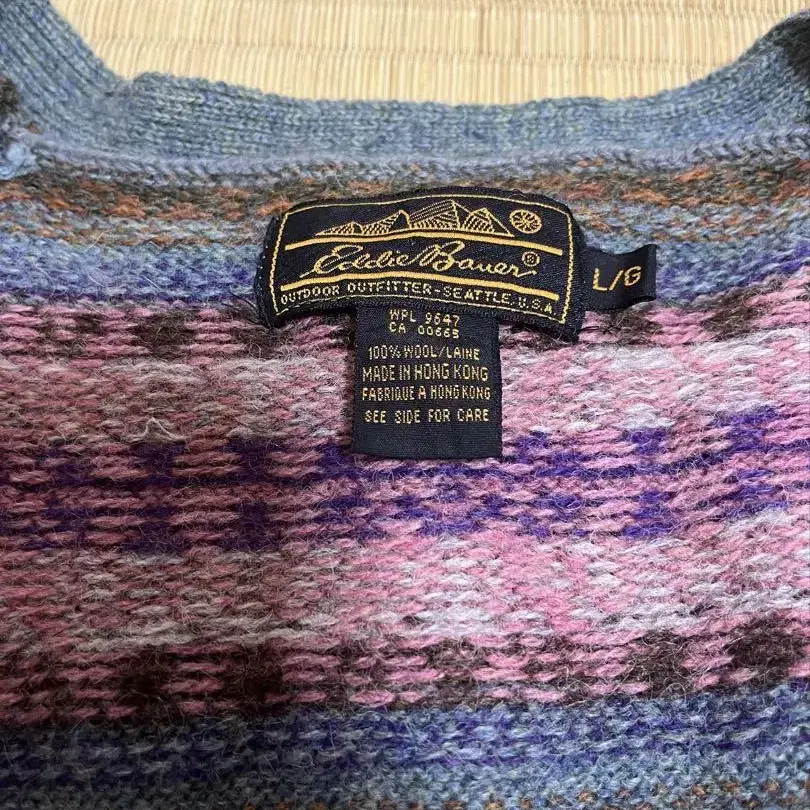 Eddie Bauer®
OUTDOOR OUTFITTER-SEATTLE, U.S.A.
L/G
WPL 9647
CA 00665
100% WOOL/LAINE
MADE IN HONG KONG
FABRIQUE A HONG KONG
SEE SIDE FOR CARE